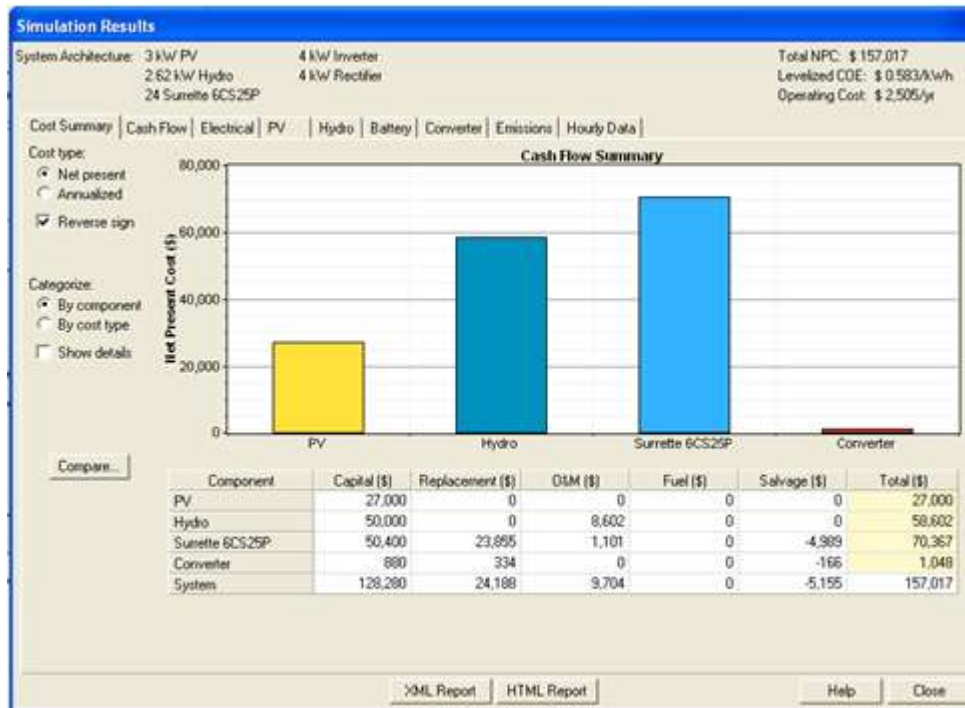 Simulation Results
System Architecture: 3 kW PV 4 kW Inverter Total NPC: $ 157,017
2.62 kW Hydro 4 kW Rectifier Levelized COE: $ 0.583/kWh
24 Surrette 6CS25P Operating Cost: $ 2,505/yr
Cost Summary Cash Flow Electrical PV Hydro Battery Converter Emissions Hourly Data
Cost type:
Net present
Annualized
Reverse sign
Categorize:
By component
By cost type
Show details
Compare...
Cash Flow Summary
Net Present Cost ($)
80,000
60,000
40,000
20,000
0
PV Hydro Surrette 6CS25P Converter
Component Capital ($) Replacement ($) O&M ($) Fuel ($) Salvage ($) Total ($)
PV 27,000 0 0 0 0 27,000
Hydro 50,000 0 8,602 0 0 58,602
Surrette 6CS25P 50,400 23,855 1,101 0 -4,989 70,367
Converter 880 334 0 0 -166 1,048
System 128,280 24,188 9,704 0 -5,155 157,017
XML Report HTML Report Help Close